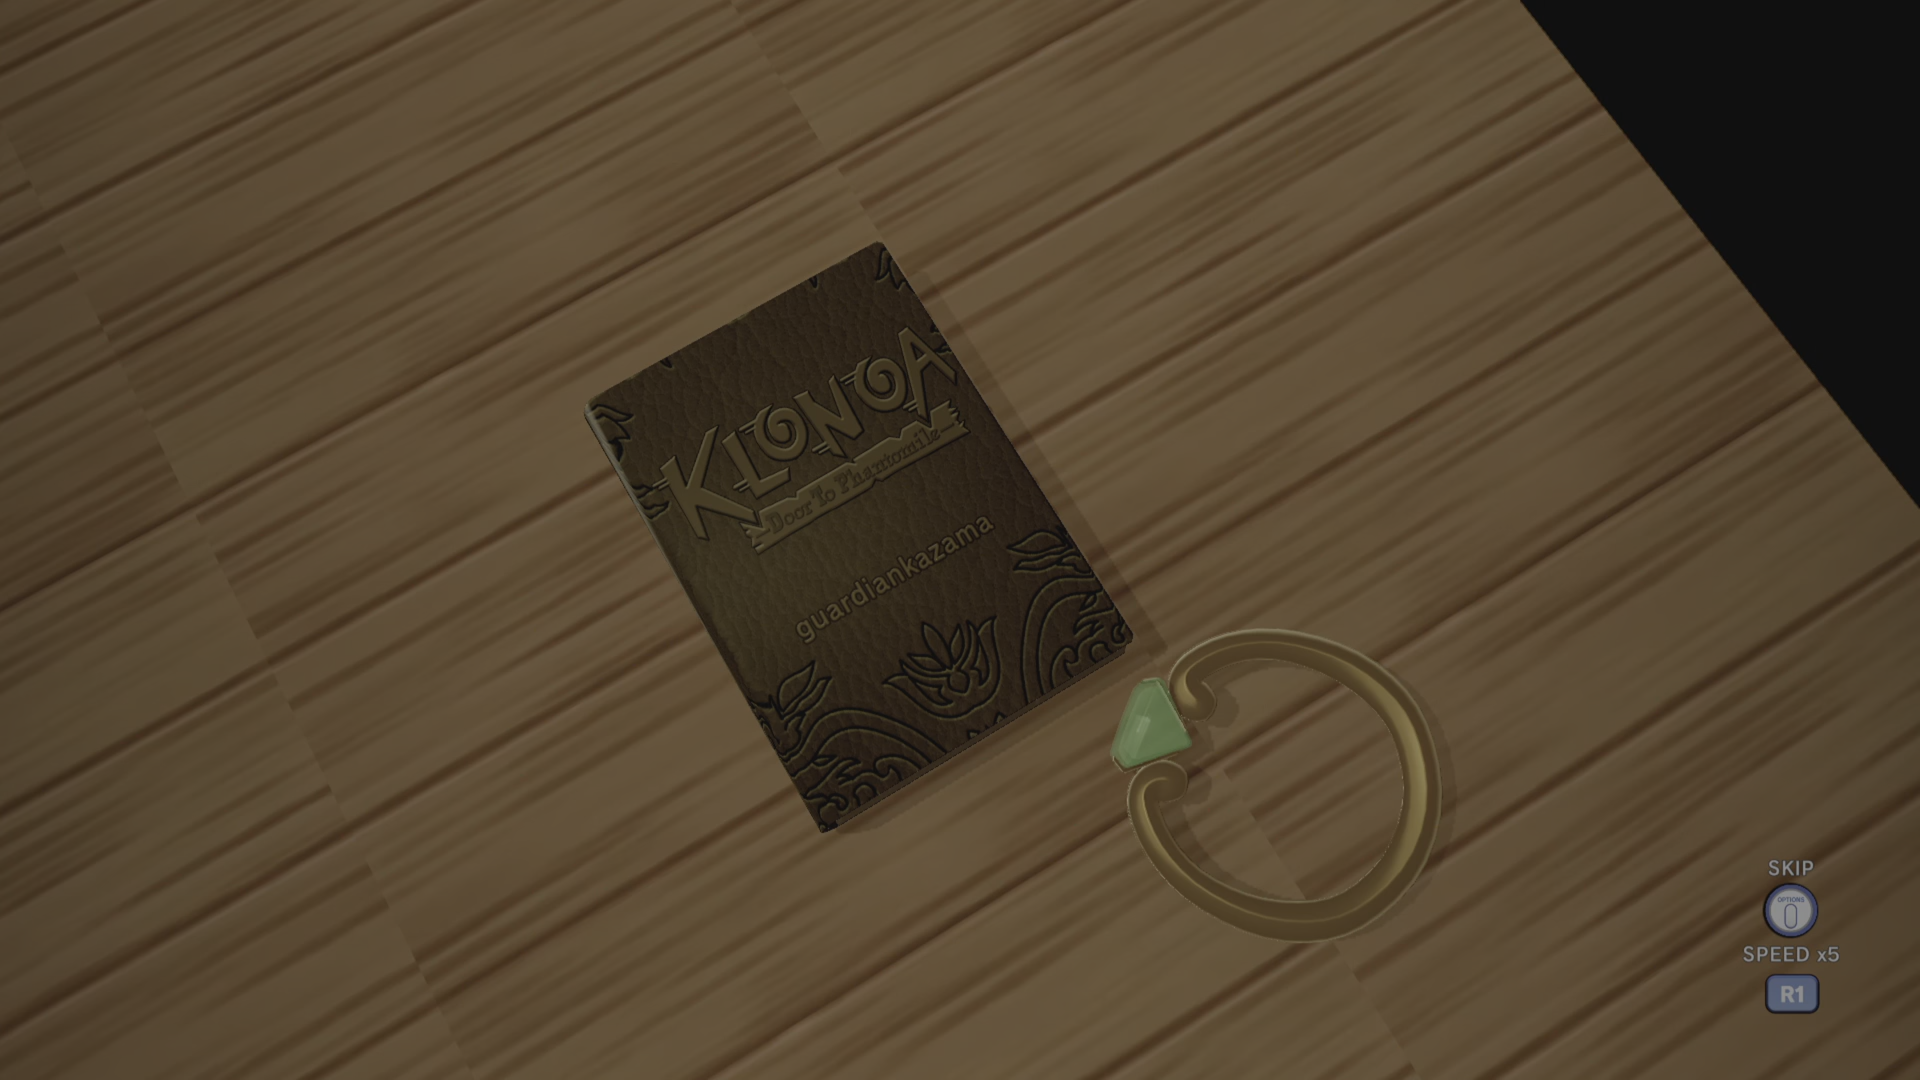 KLONOA
Door To Phantomile
guardiankazama
SKIP
OPTIONS
SPEED x5
R1